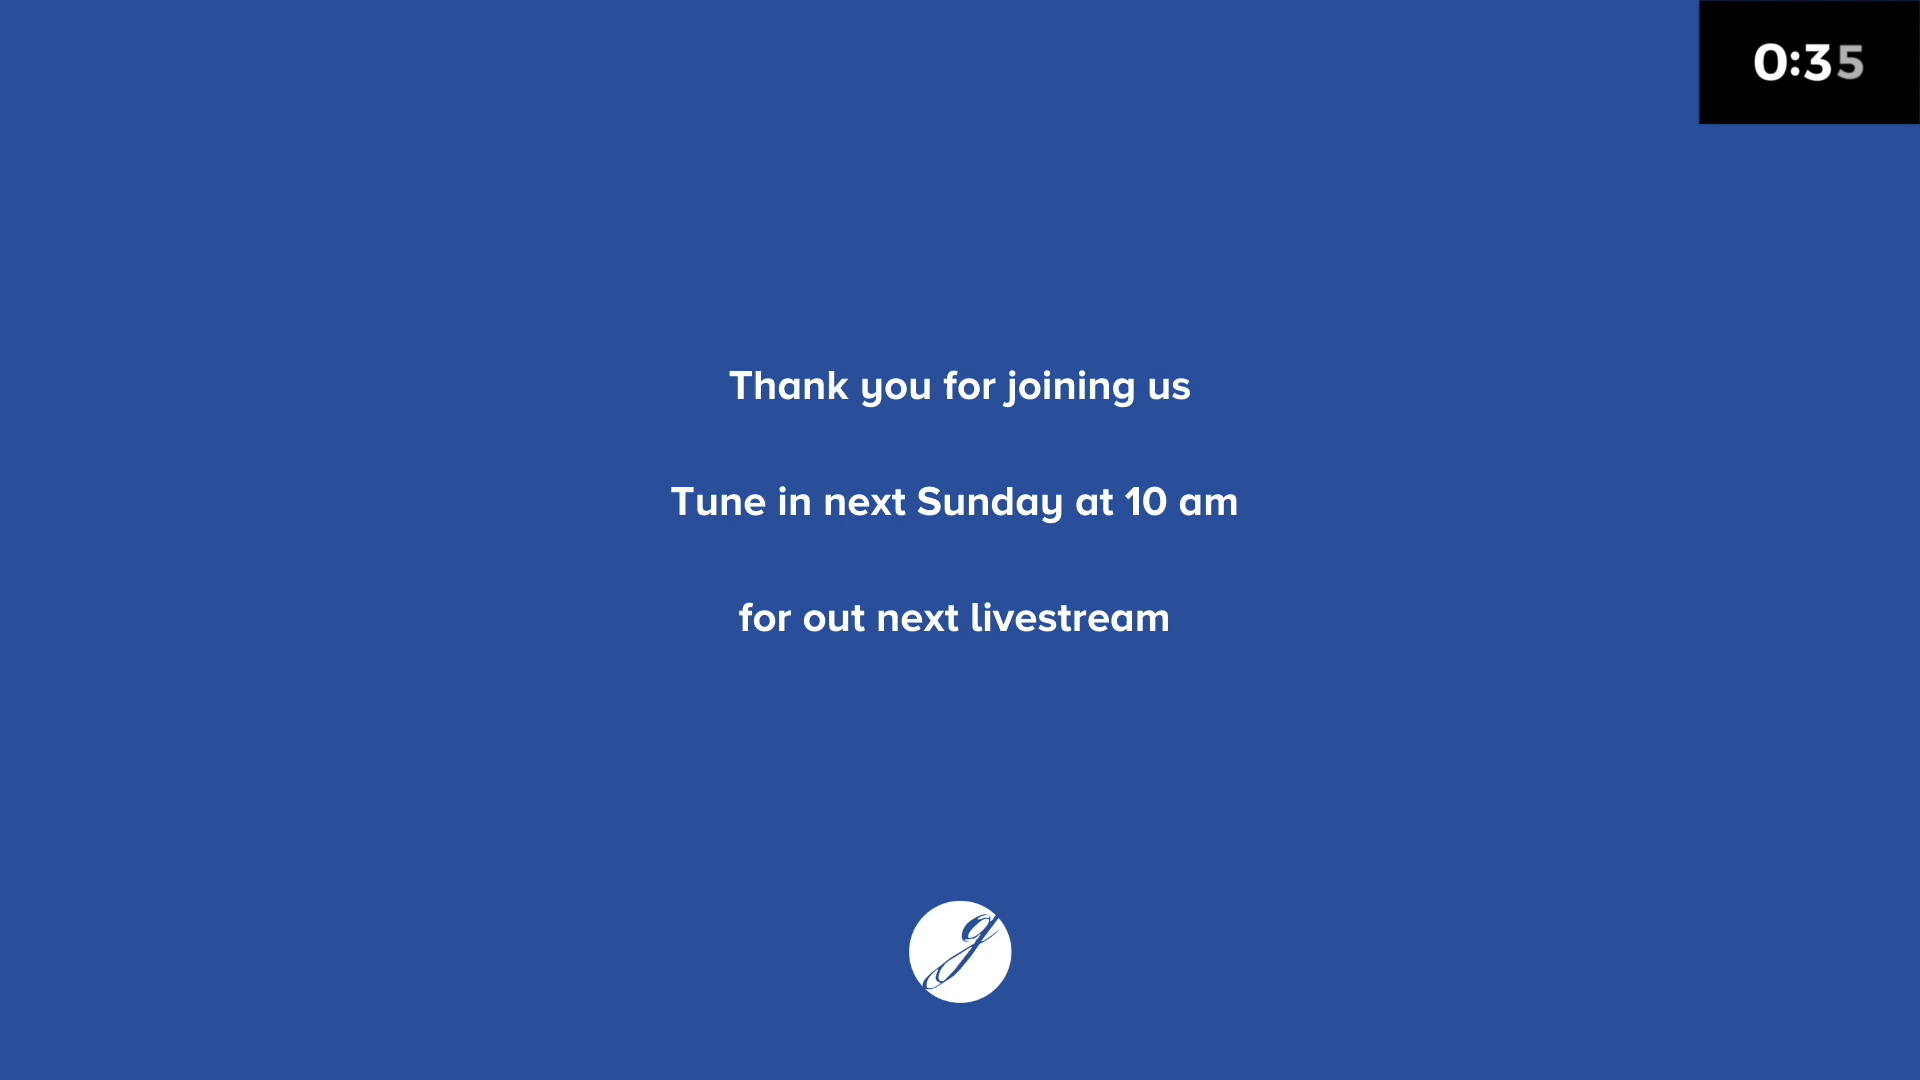 0:35
Thank you for joining us
Tune in next Sunday at 10 am
for out next livestream
g